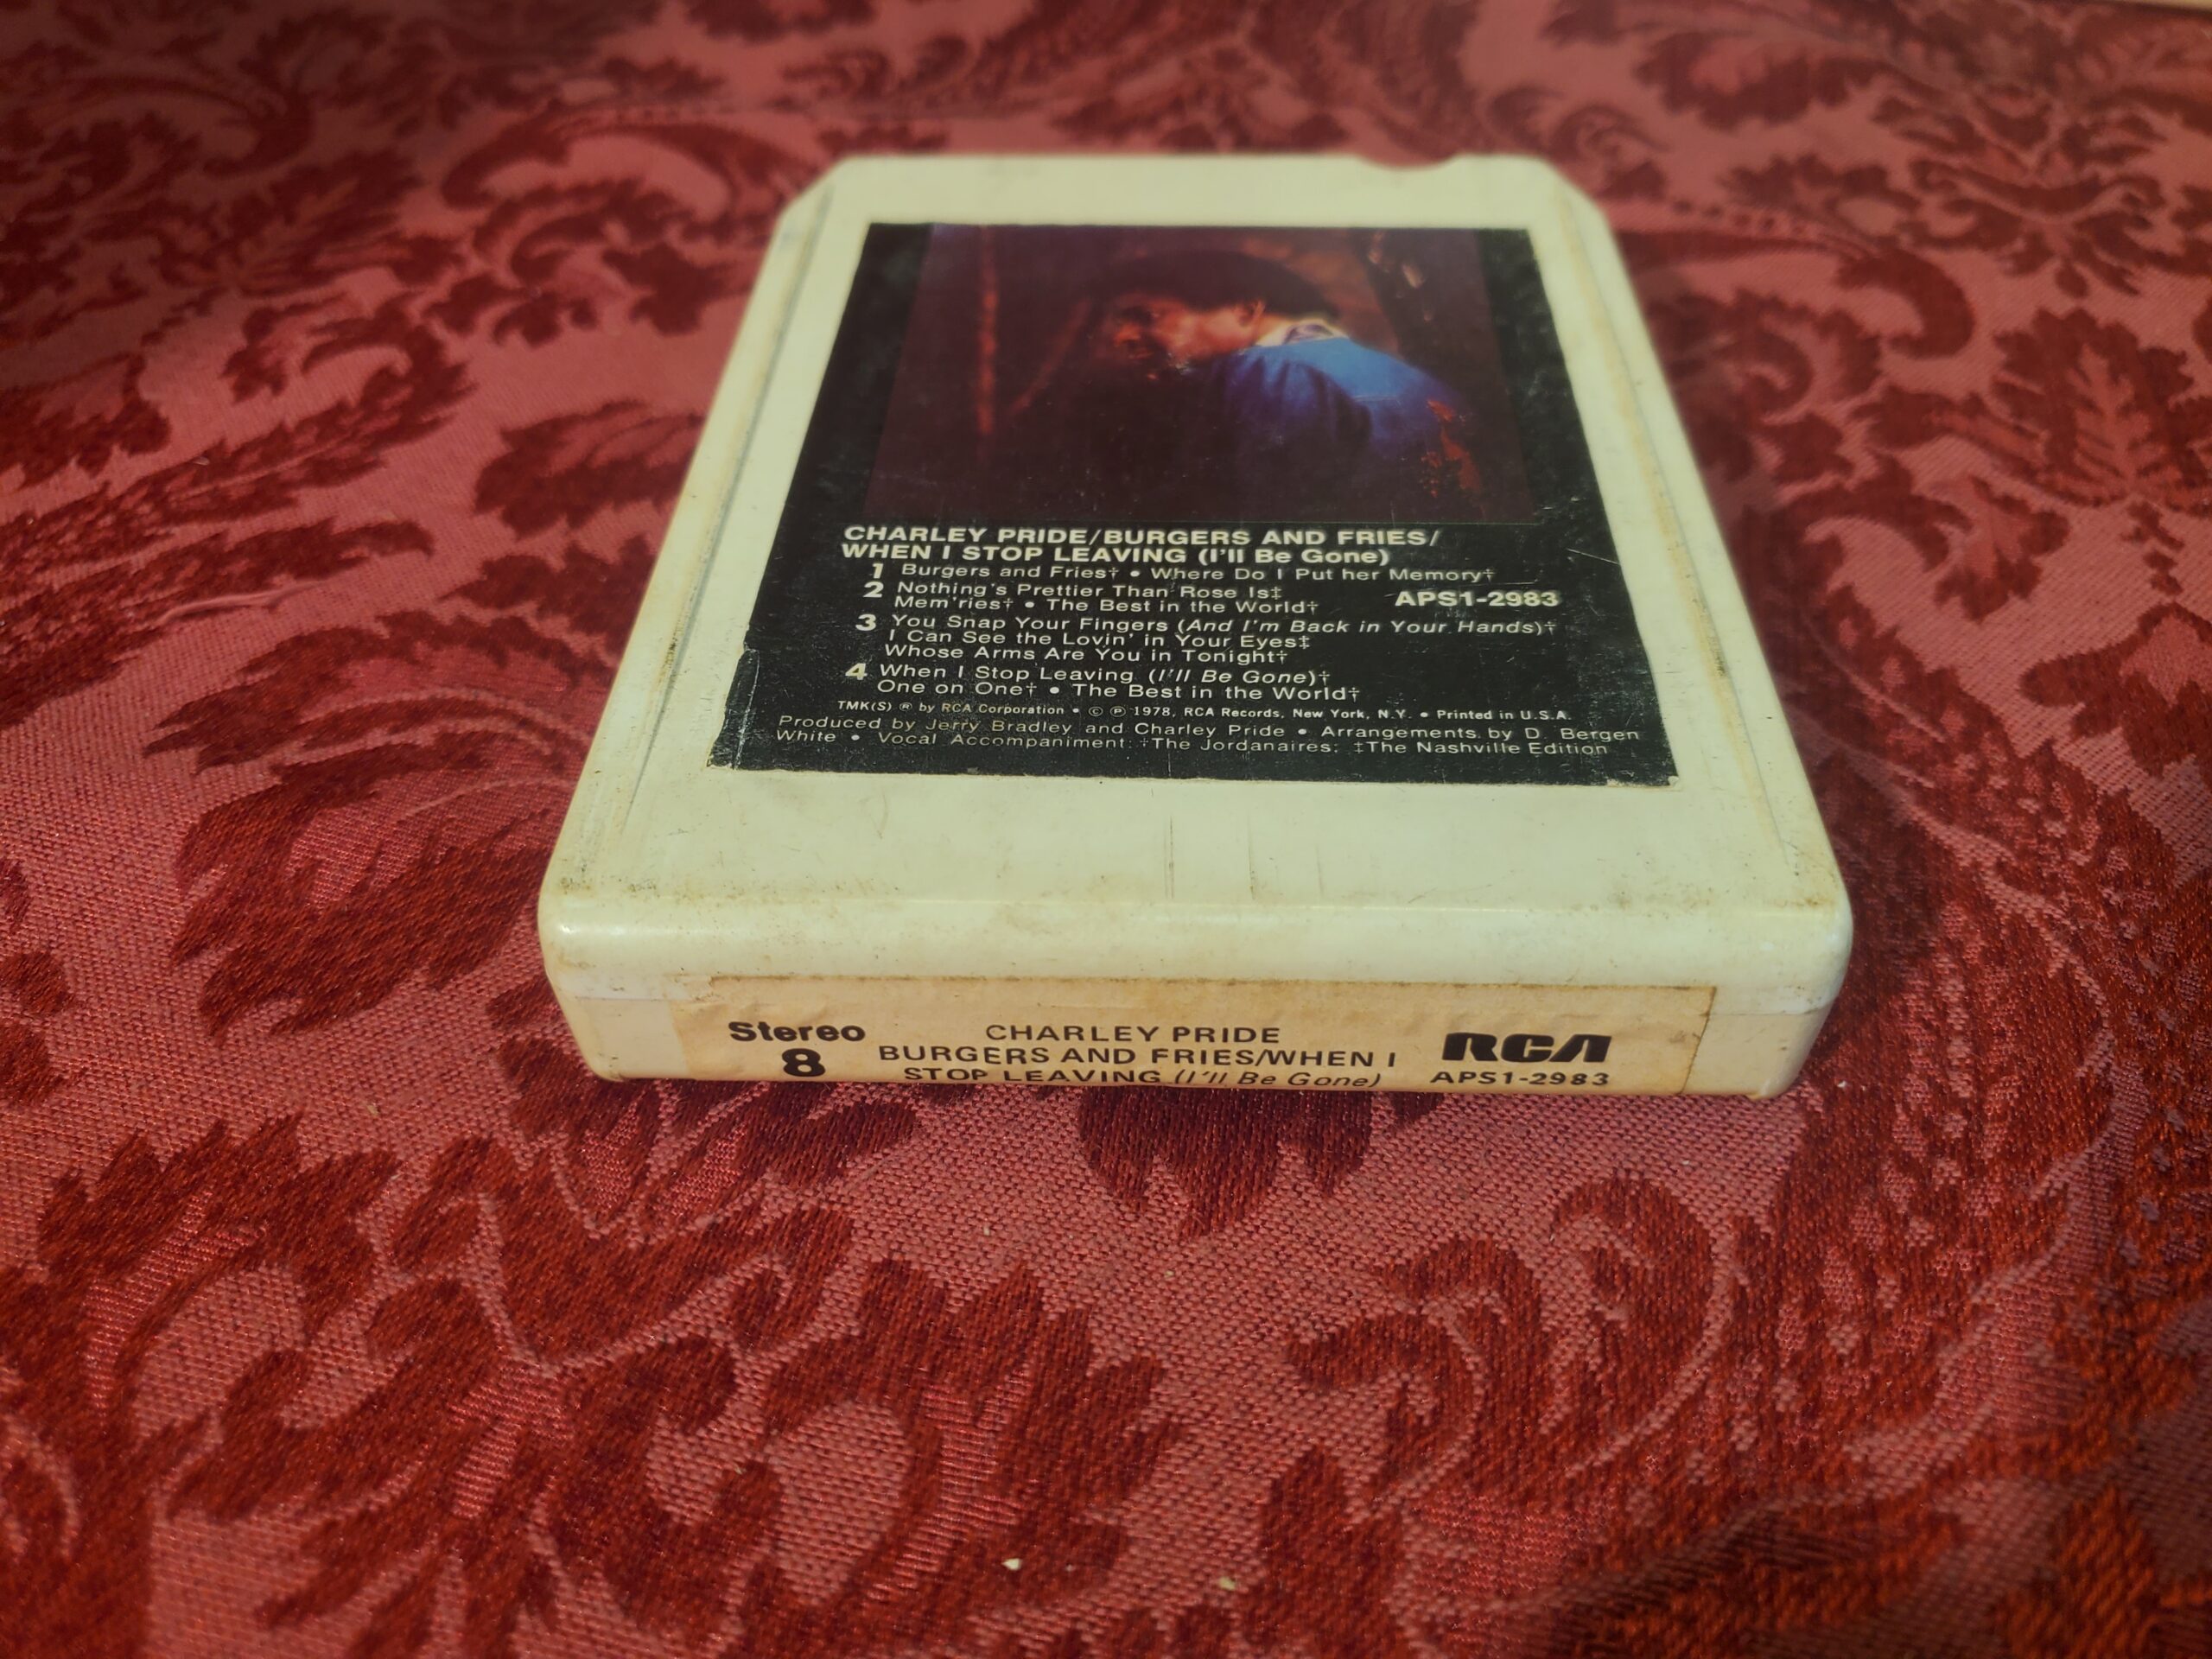 CHARLEY PRIDE/BURGERS AND FRIES/
WHEN I STOP LEAVING (I'll Be Gone)
1 Burgers and Fries† • Where Do I Put her Memory†
2 Nothing's Prettier Than Rose Is‡
Mem'ries† • The Best in the World†
APS1-2983
3 You Snap Your Fingers (And I'm Back in Your Hands)†
I Can See the Lovin' in Your Eyes‡
Whose Arms Are You in Tonight†
4 When I Stop Leaving (I'll Be Gone)†
One on One† • The Best in the World†
TMK(S) ® by RCA Corporation • © ℗ 1978, RCA Records, New York, N.Y. • Printed in U.S.A.
Produced by Jerry Bradley and Charley Pride • Arrangements by D. Bergen
White • Vocal Accompaniment: †The Jordanaires; ‡The Nashville Edition
Stereo
8
CHARLEY PRIDE
BURGERS AND FRIES/WHEN I
STOP LEAVING (I'll Be Gone)
RCA
APS1-2983